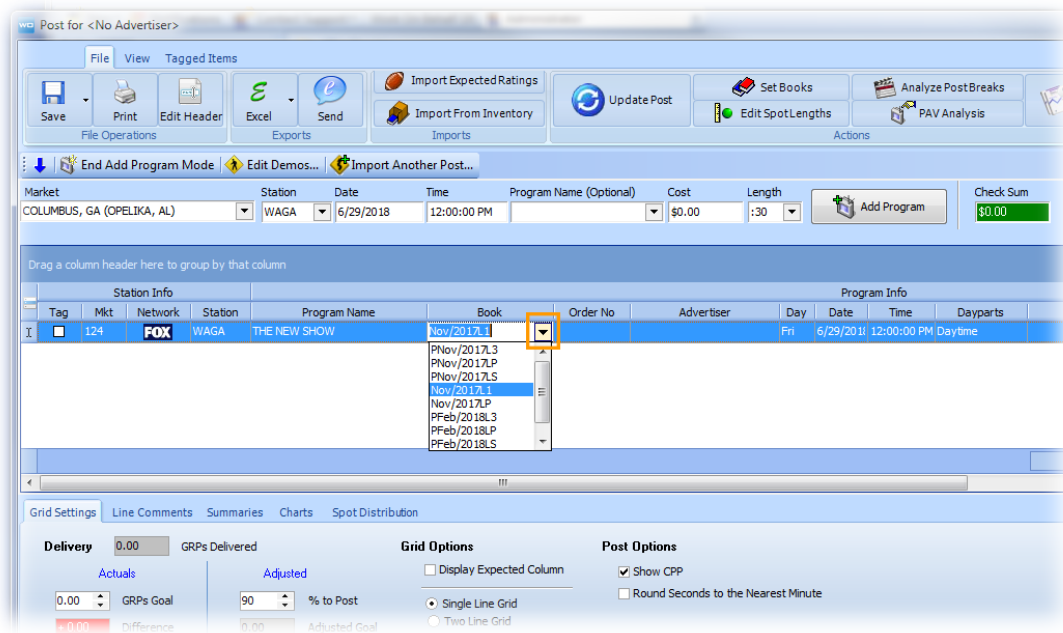 Post for <No Advertiser>
File View Tagged Items
Save Print Edit Header Excel Send Import Expected Ratings Import From Inventory Update Post Set Books Edit SpotLengths Analyze PostBreaks PAV Analysis
File Operations Exports Imports Actions
End Add Program Mode Edit Demos... Import Another Post...
Market Station Date Time Program Name (Optional) Cost Length Check Sum
COLUMBUS, GA (OPELIKA, AL) WAGA 6/29/2018 12:00:00 PM $0.00 :30 Add Program $0.00
Drag a column header here to group by that column
Station Info Program Info
Tag Mkt Network Station Program Name Book Order No Advertiser Day Date Time Dayparts
124 FOX WAGA THE NEW SHOW Nov/2017L1 Fri 6/29/2018 12:00:00 PM Daytime
PNov/2017L3
PNov/2017LP
PNov/2017LS
Nov/2017L1
Nov/2017LP
PFeb/2018L3
PFeb/2018LP
PFeb/2018LS
Grid Settings Line Comments Summaries Charts Spot Distribution
Delivery 0.00 GRPs Delivered Grid Options Post Options
Actuals Adjusted Display Expected Column Show CPP
0.00 GRPs Goal 90 % to Post Single Line Grid Round Seconds to the Nearest Minute
+ 0.00 Difference 0.00 Adjusted Goal Two Line Grid